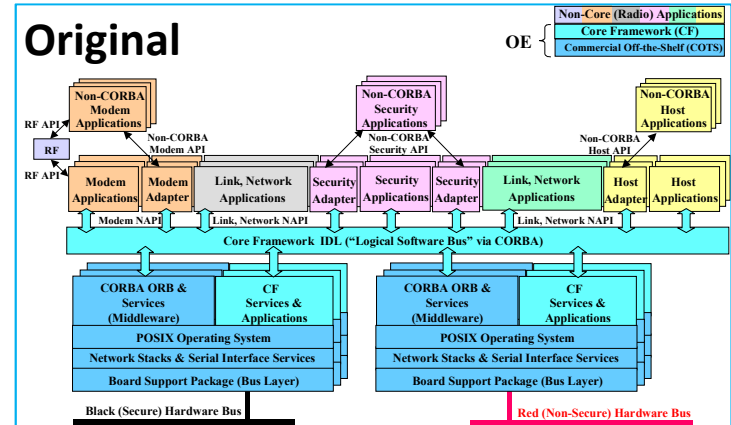 Original
OE
Non-Core (Radio) Applications
Core Framework (CF)
Commercial Off-the-Shelf (COTS)
Non-CORBA
Modem
Applications
Non-CORBA
Security
Applications
Non-CORBA
Host
Applications
RF API
RF
RF API
Non-CORBA
Modem API
Non-CORBA
Security API
Non-CORBA
Host API
Modem
Applications
Modem
Adapter
Link, Network
Applications
Security
Adapter
Security
Applications
Security
Adapter
Link, Network
Applications
Host
Adapter
Host
Applications
Modem NAPI
Link, Network NAPI
Link, Network NAPI
Core Framework IDL (“Logical Software Bus” via CORBA)
CORBA ORB &
Services
(Middleware)
CF
Services &
Applications
POSIX Operating System
Network Stacks & Serial Interface Services
Board Support Package (Bus Layer)
CORBA ORB &
Services
(Middleware)
CF
Services &
Applications
POSIX Operating System
Network Stacks & Serial Interface Services
Board Support Package (Bus Layer)
Black (Secure) Hardware Bus
Red (Non-Secure) Hardware Bus